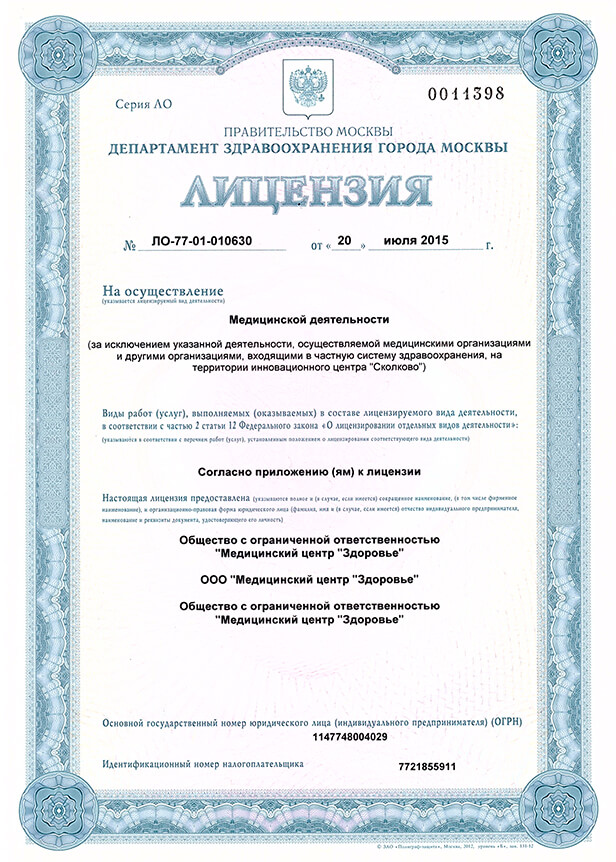 Серия ЛО
0011398
ПРАВИТЕЛЬСТВО МОСКВЫ
ДЕПАРТАМЕНТ ЗДРАВООХРАНЕНИЯ ГОРОДА МОСКВЫ
ЛИЦЕНЗИЯ
№ ЛО-77-01-010630 от « 20 » июля 2015 г.
На осуществление
(указывается лицензируемый вид деятельности)
Медицинской деятельности
(за исключением указанной деятельности, осуществляемой медицинскими организациями
и другими организациями, входящими в частную систему здравоохранения, на
территории инновационного центра "Сколково")
Виды работ (услуг), выполняемых (оказываемых) в составе лицензируемого вида деятельности,
в соответствии с частью 2 статьи 12 Федерального закона «О лицензировании отдельных видов деятельности»:
(указываются в соответствии с перечнем работ (услуг), установленным положением о лицензировании соответствующего вида деятельности)
Согласно приложению (ям) к лицензии
Настоящая лицензия предоставлена (указываются полное и (в случае, если имеется) сокращенное наименование, (в том числе фирменное
наименование), и организационно-правовая форма юридического лица (фамилия, имя и (в случае, если имеется) отчество индивидуального предпринимателя,
наименование и реквизиты документа, удостоверяющего его личность)
Общество с ограниченной ответственностью
"Медицинский центр "Здоровье"
ООО "Медицинский центр "Здоровье"
Общество с ограниченной ответственностью
"Медицинский центр "Здоровье"
Основной государственный номер юридического лица (индивидуального предпринимателя) (ОГРН)
1147748004029
Идентификационный номер налогоплательщика
7721855911
© ЗАО «Полиграф-защита», Москва, 2012,